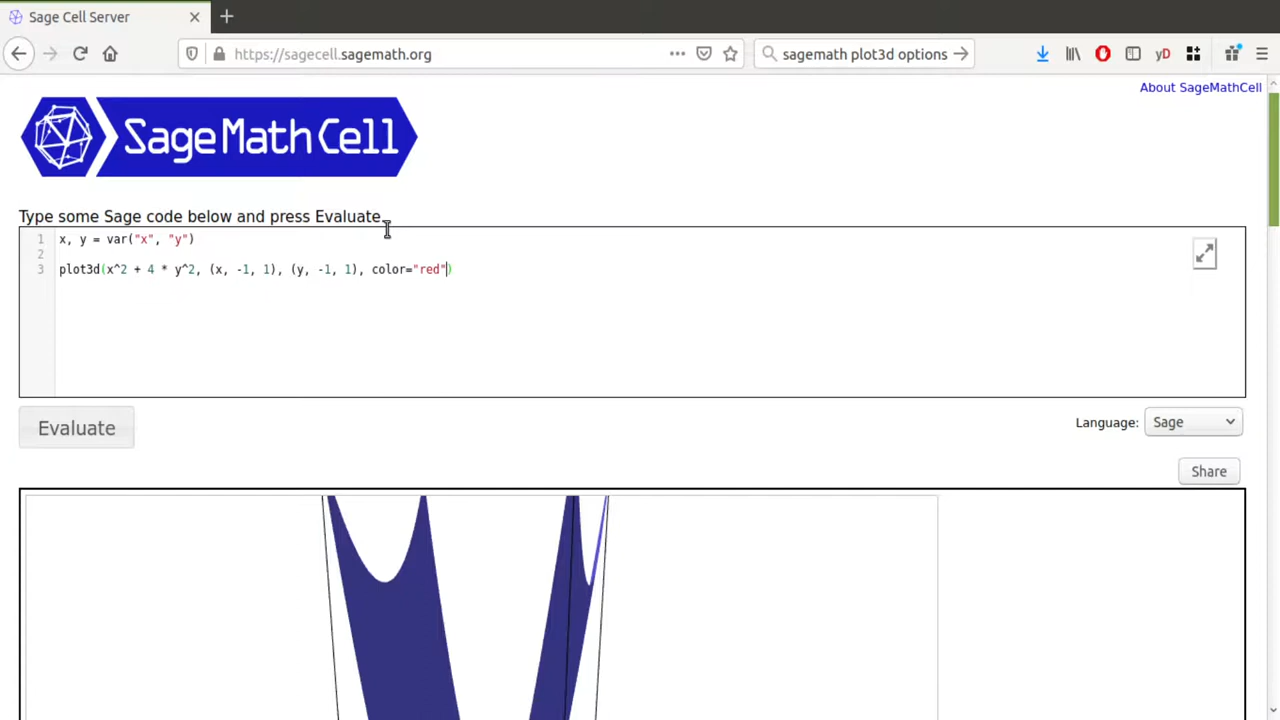 Sage Cell Server
https://sagecell.sagemath.org
sagemath plot3d options
yD
About SageMathCell
SageMathCell
Type some Sage code below and press Evaluate.
1 x, y = var("x", "y")
2
3 plot3d(x^2 + 4 * y^2, (x, -1, 1), (y, -1, 1), color="red")
Evaluate
Language: Sage
Share